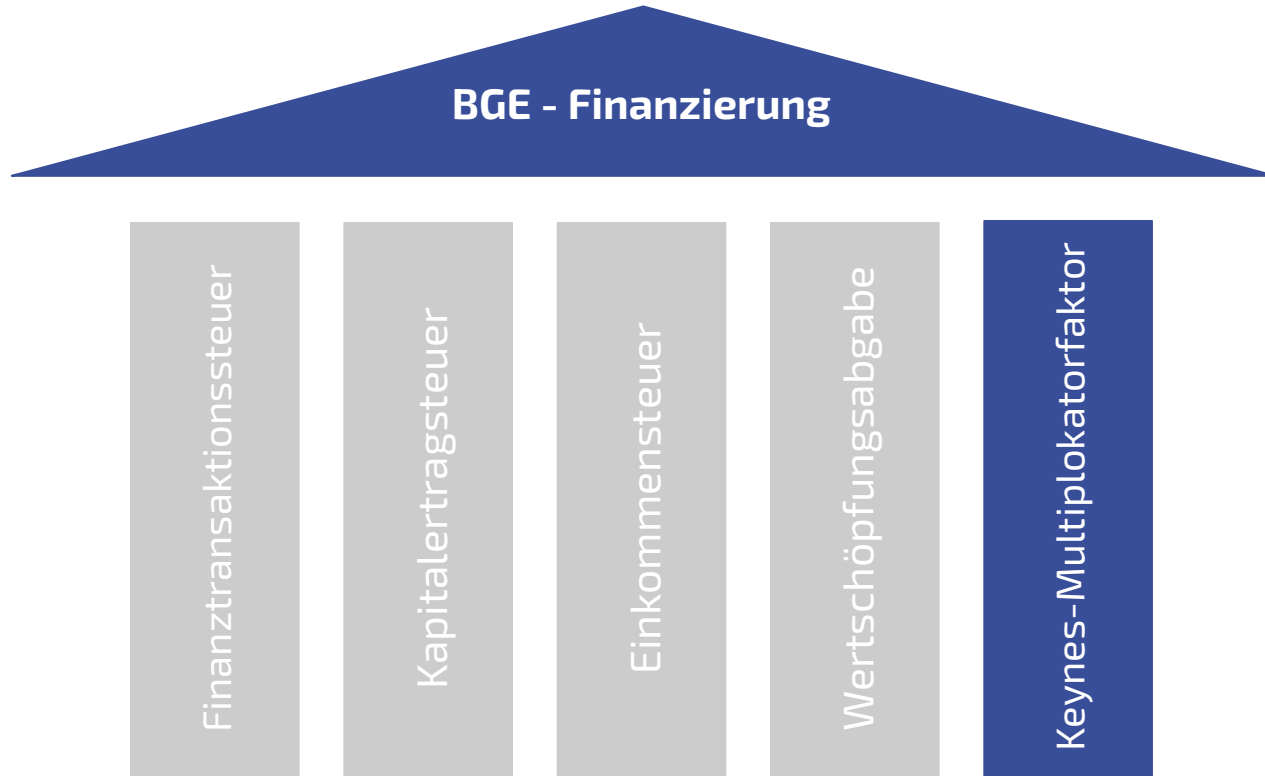 BGE - Finanzierung
Finanztransaktionssteuer
Kapitalertragsteuer
Einkommensteuer
Wertschöpfungsabgabe
Keynes-Multiplokatorfaktor